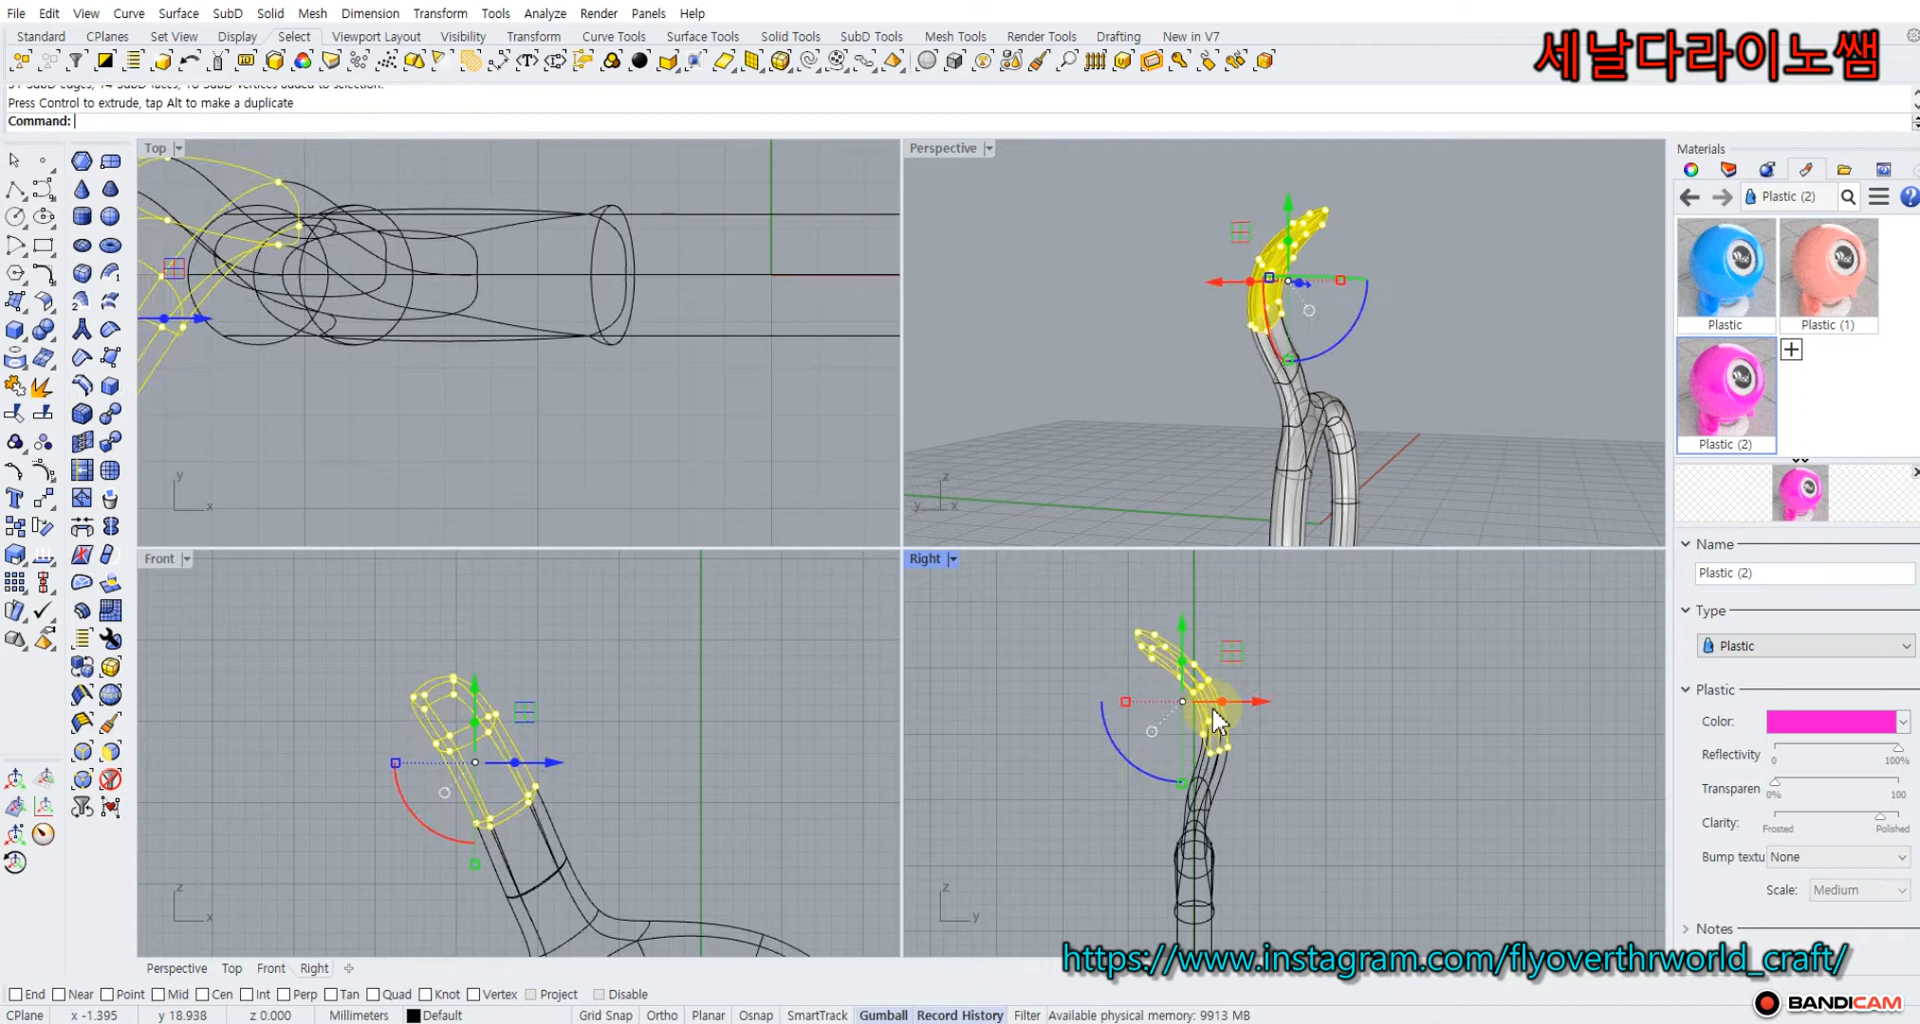 File Edit View Curve Surface SubD Solid Mesh Dimension Transform Tools Analyze Render Panels Help
Standard CPlanes Set View Display Select Viewport Layout Visibility Transform Curve Tools Surface Tools Solid Tools SubD Tools Mesh Tools Render Tools Drafting New in V7
세날다라이노쌤
Press Control to extrude, tap Alt to make a duplicate
Command:
Top
Perspective
Materials
Plastic (2)
Plastic Plastic (1)
Plastic (2)
y
x
z
y x
Front
Right
Name
Plastic (2)
Type
Plastic
Plastic
Color:
Reflectivity
0 100%
Transparen
0% 100
Clarity:
Frosted Polished
Bump textu None
Scale: Medium
Notes
z
x
z
y
https://www.instagram.com/flyoverthrworld_craft/
Perspective Top Front Right
End Near Point Mid Cen Int Perp Tan Quad Knot Vertex Project Disable
BANDICAM
CPlane x -1.395 y 18.938 z 0.000 Millimeters Default Grid Snap Ortho Planar Osnap SmartTrack Gumball Record History Filter Available physical memory: 9913 MB